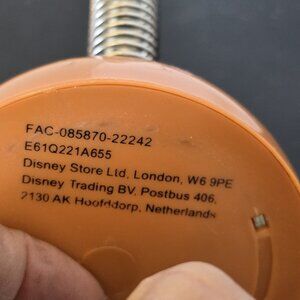 FAC-085870-22242
E61Q221A655
Disney Store Ltd, London, W6 9PE
Disney Trading BV, Postbus 406,
2130 AK Hoofddorp, Netherlands